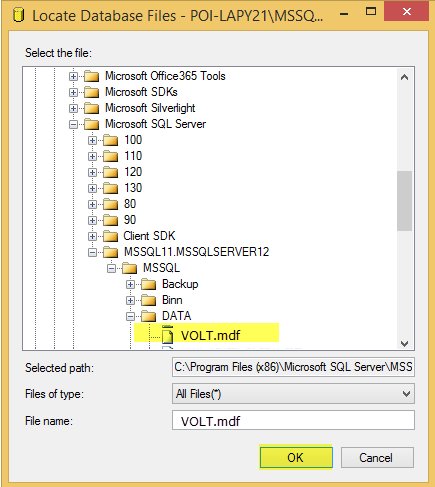 Locate Database Files - POI-LAPY21\MSSQ...
Select the file:
Microsoft Office365 Tools
Microsoft SDKs
Microsoft Silverlight
Microsoft SQL Server
100
110
120
130
80
90
Client SDK
MSSQL11.MSSQLSERVER12
MSSQL
Backup
Binn
DATA
VOLT.mdf
Selected path: C:\Program Files (x86)\Microsoft SQL Server\MSS
Files of type: All Files(*)
File name: VOLT.mdf
OK Cancel